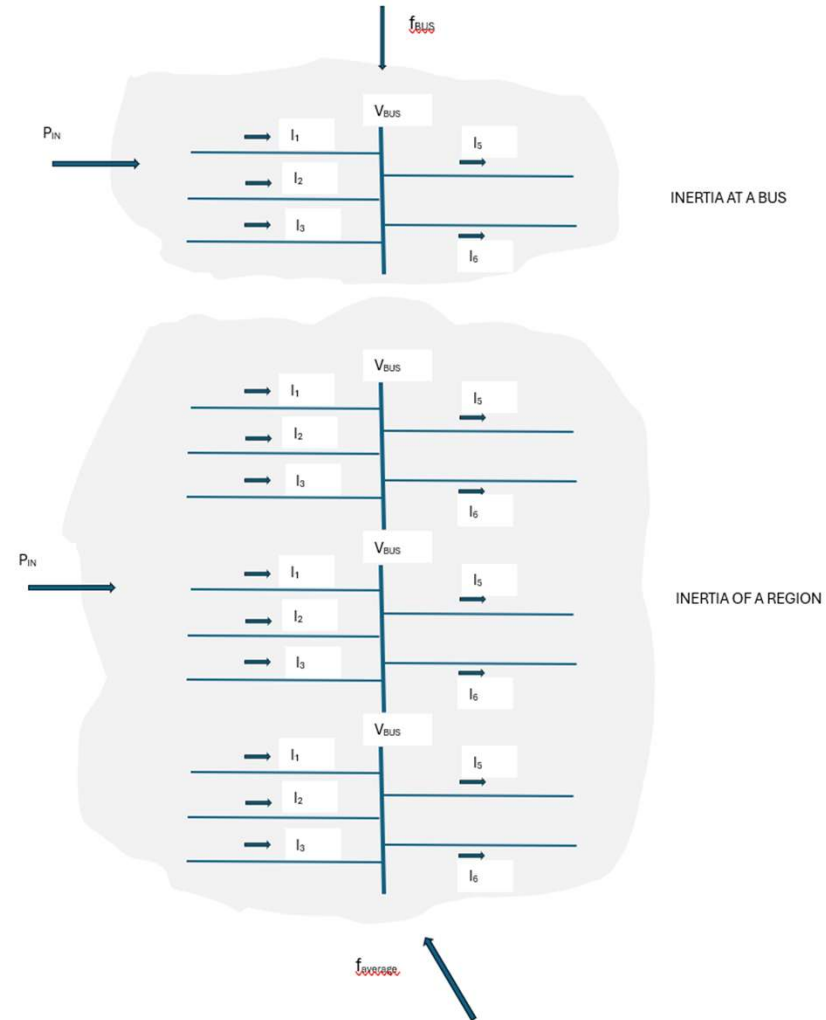 fBUS
VBUS
PIN
I1
I5
I2
INERTIA AT A BUS
I3
I6
VBUS
I1
I5
I2
I3
I6
VBUS
PIN
I1
I5
INERTIA OF A REGION
I2
I3
I6
VBUS
I1
I5
I2
I3
I6
faverage